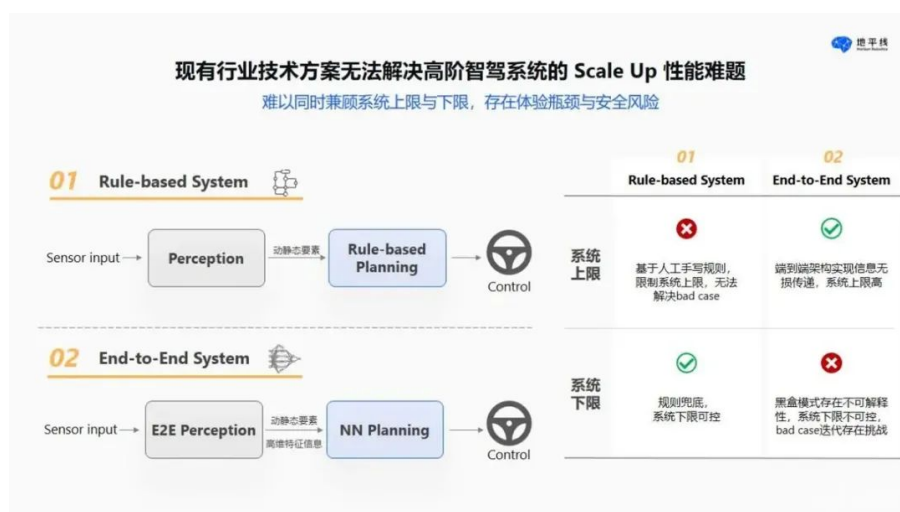 地平线
Horizon Robotics
现有行业技术方案无法解决高阶智驾系统的 Scale Up 性能难题
难以同时兼顾系统上限与下限，存在体验瓶颈与安全风险
01 Rule-based System
Sensor input
Perception
动静态要素
Rule-based
Planning
Control
02 End-to-End System
Sensor input
E2E Perception
动静态要素
高维特征信息
NN Planning
Control
01
Rule-based System
02
End-to-End System
系统
上限
基于人工手写规则，
限制系统上限，无法
解决bad case
端到端架构实现信息无
损传递，系统上限高
系统
下限
规则兜底，
系统下限可控
黑盒模式存在不可解释
性，系统下限不可控，
bad case迭代存在挑战